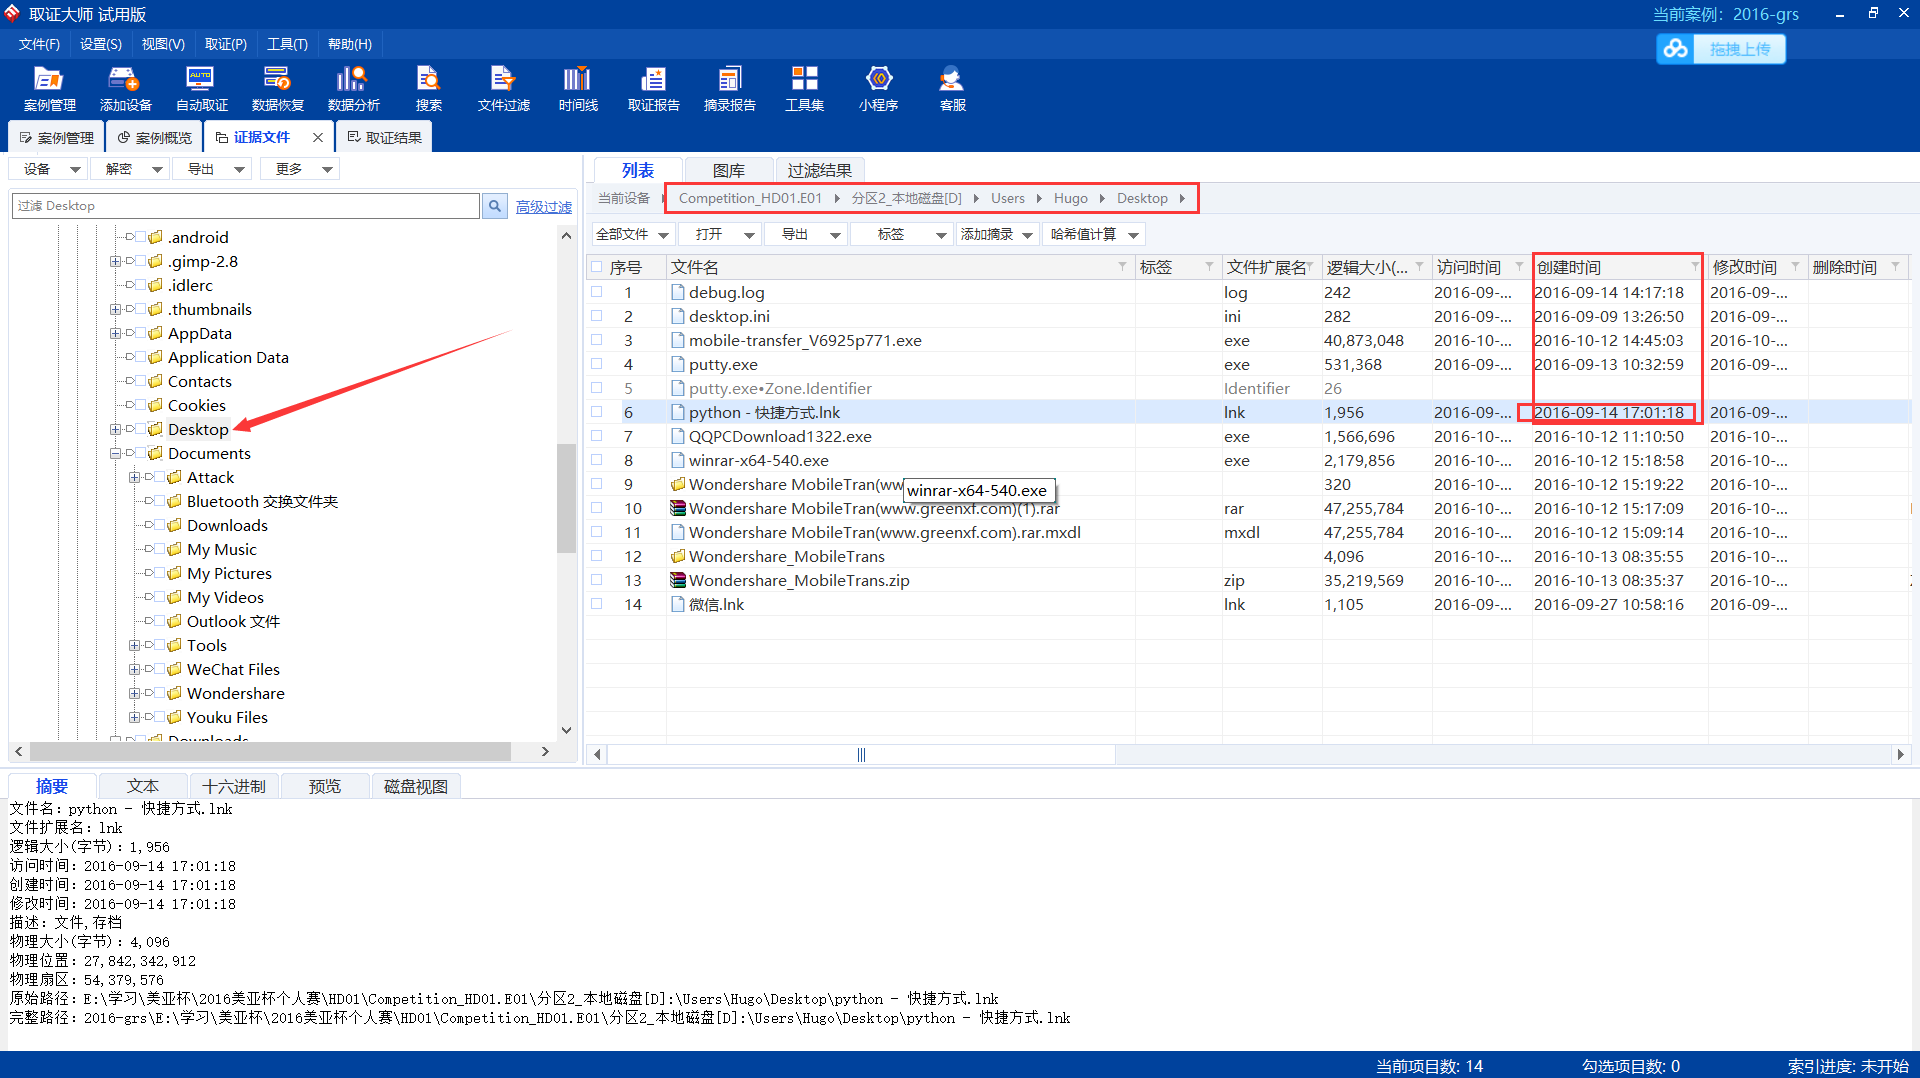 取证大师 试用版
当前案例： 2016-grs
文件(F) 设置(S) 视图(V) 取证(P) 工具(T) 帮助(H)
拖拽上传
案例管理 添加设备 自动取证 数据恢复 数据分析 搜索 文件过滤 时间线 取证报告 摘录报告 工具集 小程序 客服
案例管理 案例概览 证据文件 取证结果
设备 解密 导出 更多
过滤 Desktop 高级过滤
.android
.gimp-2.8
.idlerc
.thumbnails
AppData
Application Data
Contacts
Cookies
Desktop
Documents
Attack
Bluetooth 交换文件夹
Downloads
My Music
My Pictures
My Videos
Outlook 文件
Tools
WeChat Files
Wondershare
Youku Files
Downloads
列表 图库 过滤结果
当前设备 Competition_HD01.E01 分区2_本地磁盘[D] Users Hugo Desktop
全部文件 打开 导出 标签 添加摘录 哈希值计算
序号 文件名 标签 文件扩展名 逻辑大小(... 访问时间 创建时间 修改时间 删除时间
1 debug.log log 242 2016-09-... 2016-09-14 14:17:18 2016-09-...
2 desktop.ini ini 282 2016-09-... 2016-09-09 13:26:50 2016-09-...
3 mobile-transfer_V6925p771.exe exe 40,873,048 2016-10-... 2016-10-12 14:45:03 2016-10-...
4 putty.exe exe 531,368 2016-09-... 2016-09-13 10:32:59 2016-09-...
5 putty.exe•Zone.Identifier Identifier 26
6 python - 快捷方式.lnk lnk 1,956 2016-09-... 2016-09-14 17:01:18 2016-09-...
7 QQPCDownload1322.exe exe 1,566,696 2016-10-... 2016-10-12 11:10:50 2016-10-...
8 winrar-x64-540.exe exe 2,179,856 2016-10-... 2016-10-12 15:18:58 2016-10-...
9 Wondershare MobileTran(ww 320 2016-10-... 2016-10-12 15:19:22 2016-10-...
winrar-x64-540.exe
10 Wondershare MobileTran(www.greenxf.com)(1).rar rar 47,255,784 2016-10-... 2016-10-12 15:17:09 2016-10-...
11 Wondershare MobileTran(www.greenxf.com).rar.mxdl mxdl 47,255,784 2016-10-... 2016-10-12 15:09:14 2016-10-...
12 Wondershare_MobileTrans 4,096 2016-10-... 2016-10-13 08:35:55 2016-10-...
13 Wondershare_MobileTrans.zip zip 35,219,569 2016-10-... 2016-10-13 08:35:37 2016-10-...
14 微信.lnk lnk 1,105 2016-09-... 2016-09-27 10:58:16 2016-09-...
摘要 文本 十六进制 预览 磁盘视图
文件名：python - 快捷方式.lnk
文件扩展名：lnk
逻辑大小(字节)：1,956
访问时间：2016-09-14 17:01:18
创建时间：2016-09-14 17:01:18
修改时间：2016-09-14 17:01:18
描述：文件,存档
物理大小(字节)：4,096
物理位置：27,842,342,912
物理扇区：54,379,576
原始路径：E:\学习\美亚杯\2016美亚杯个人赛\HD01\Competition_HD01.E01\分区2_本地磁盘[D]:\Users\Hugo\Desktop\python - 快捷方式.lnk
完整路径：2016-grs\E:\学习\美亚杯\2016美亚杯个人赛\HD01\Competition_HD01.E01\分区2_本地磁盘[D]:\Users\Hugo\Desktop\python - 快捷方式.lnk
当前项目数: 14 勾选项目数: 0 索引进度: 未开始